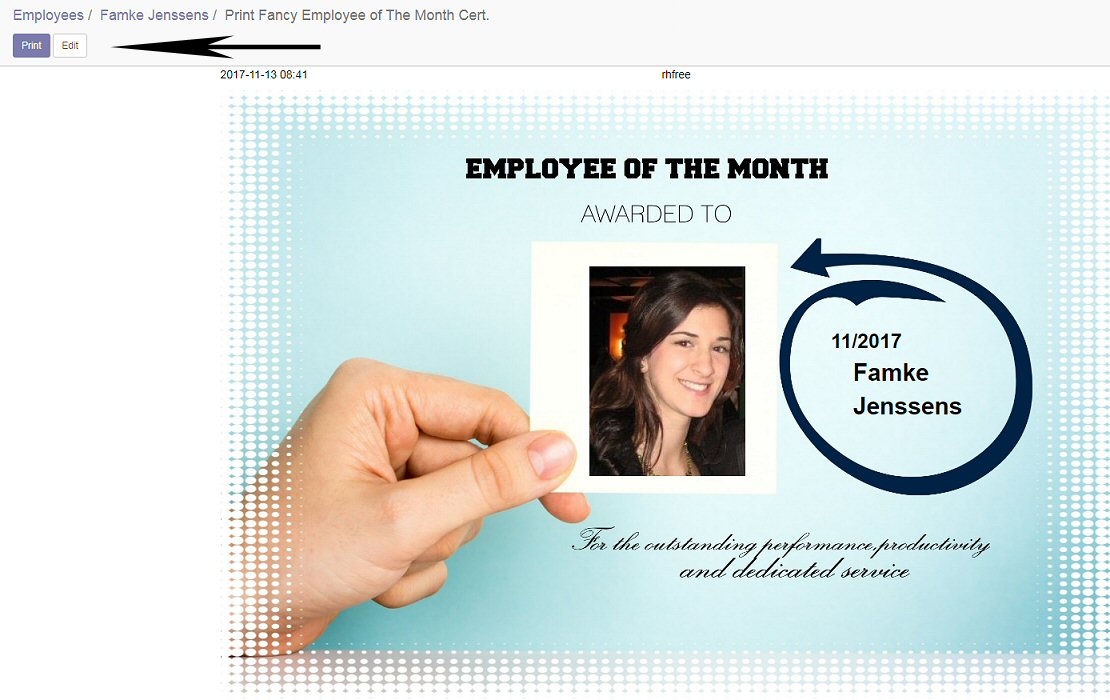 Employees / Famke Jenssens / Print Fancy Employee of The Month Cert.
Print Edit
2017-11-13 08:41 rhfree
EMPLOYEE OF THE MONTH
AWARDED TO
11/2017
Famke
Jenssens
For the outstanding performance,productivity
and dedicated service